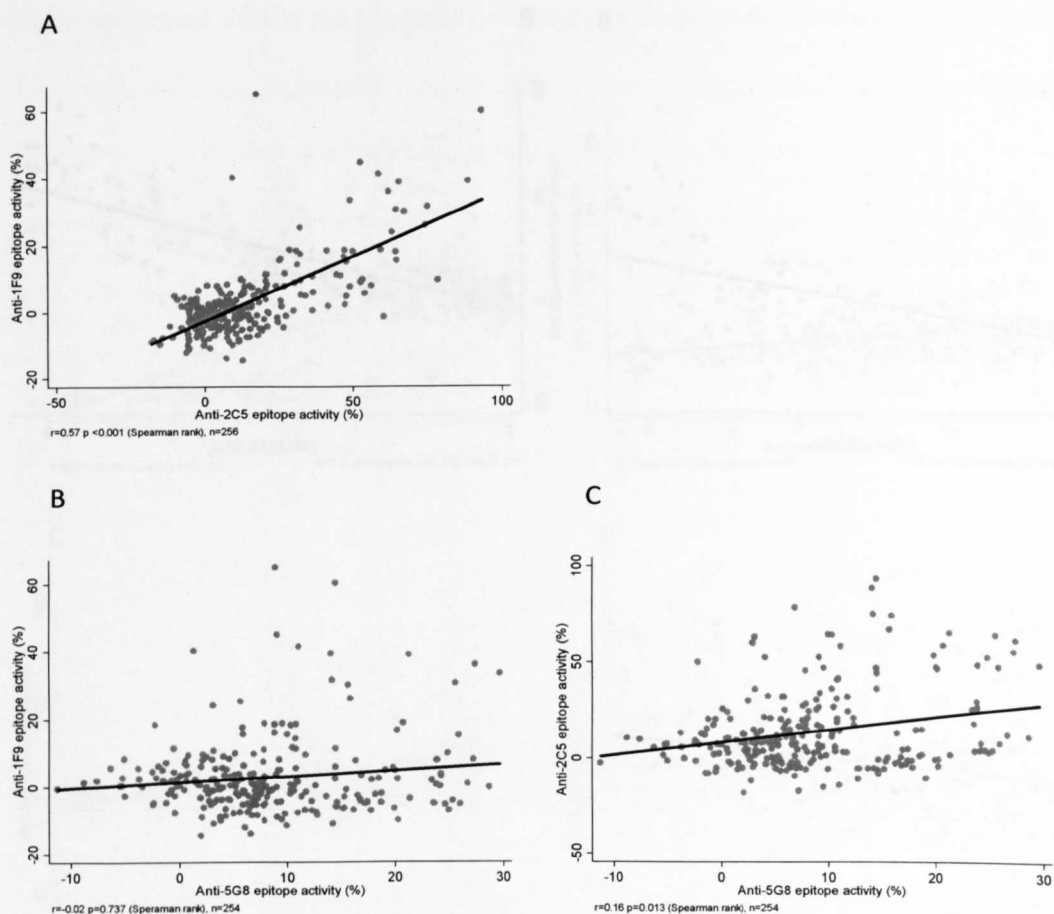 A
Anti-1F9 epitope activity (%)
60
40
20
0
-20
-50
0
50
100
Anti-2C5 epitope activity (%)
r=0.57 p <0.001 (Spearman rank), n=256
B
Anti-1F9 epitope activity (%)
60
40
20
0
-20
-10
0
10
20
30
Anti-5G8 epitope activity (%)
r=-0.02 p=0.737 (Speraman rank), n=254
C
Anti-2C5 epitope activity (%)
100
50
0
-50
-10
0
10
20
30
Anti-5G8 epitope activity (%)
r=0.16 p=0.013 (Spearman rank), n=254